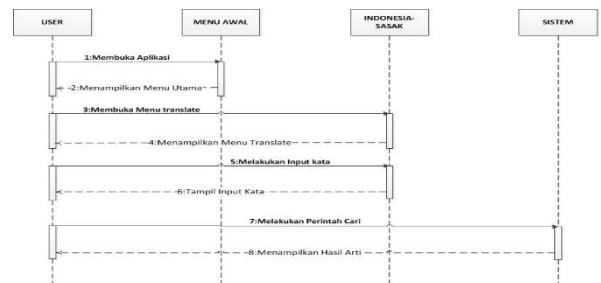 USER
MENU AWAL
INDONESIA-
SASAK
SISTEM
1:Membuka Aplikasi
2:Menampilkan Menu Utama
3:Membuka Menu translate
4:Menampilkan Menu Translate
5:Melakukan Input kata
6:Tampil Input Kata
7:Melakukan Perintah Cari
8:Menampilkan Hasil Arti